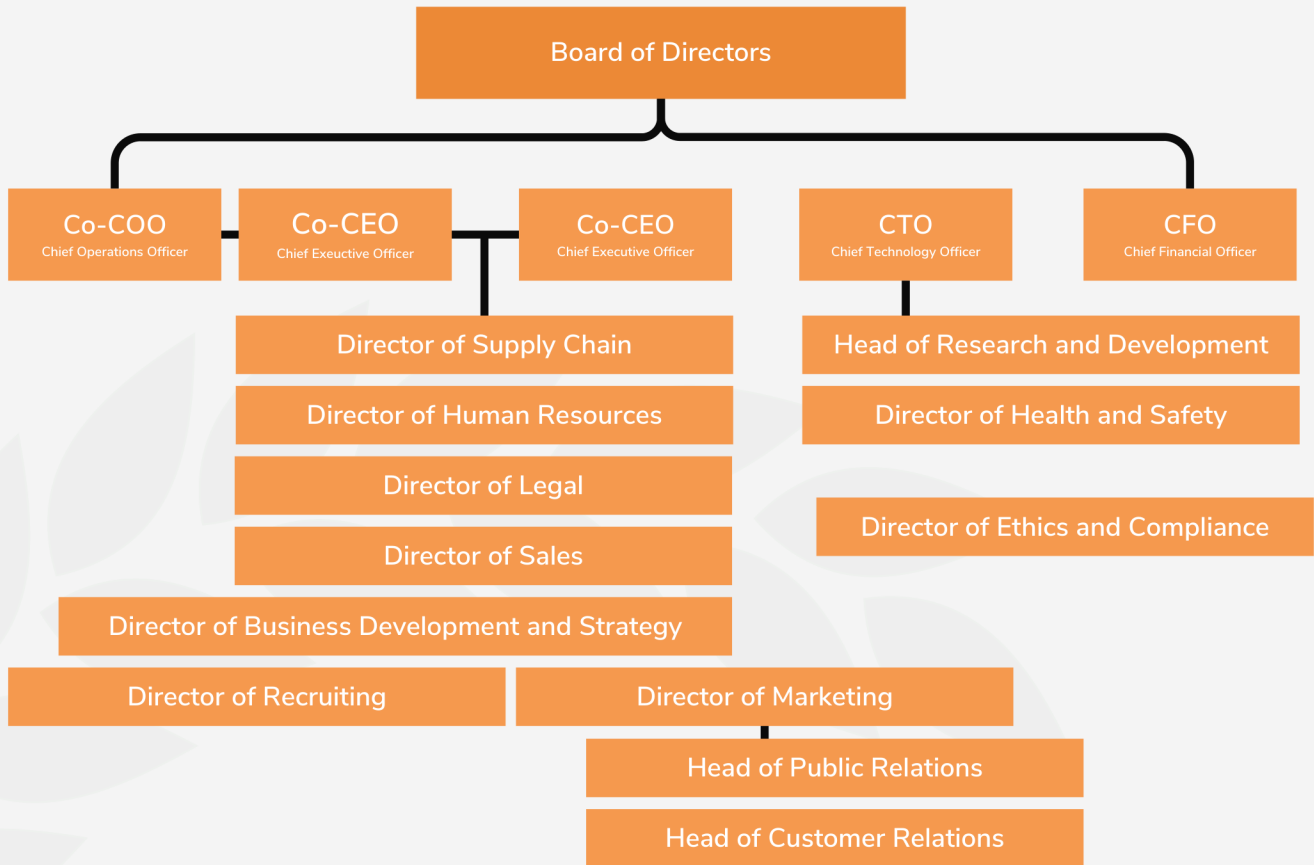 Board of Directors
Co-COO
Chief Operations Officer
Co-CEO
Chief Exeuctive Officer
Co-CEO
Chief Executive Officer
CTO
Chief Technology Officer
CFO
Chief Financial Officer
Director of Supply Chain
Head of Research and Development
Director of Human Resources
Director of Health and Safety
Director of Legal
Director of Ethics and Compliance
Director of Sales
Director of Business Development and Strategy
Director of Recruiting
Director of Marketing
Head of Public Relations
Head of Customer Relations